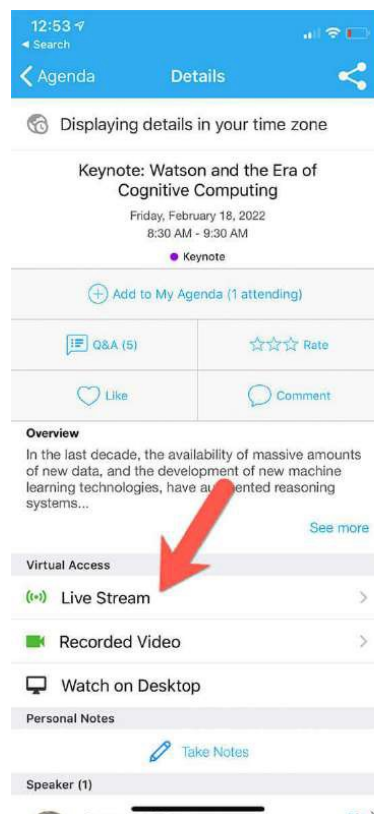 12:53
◄ Search
Agenda
Details
Displaying details in your time zone
Keynote: Watson and the Era of
Cognitive Computing
Friday, February 18, 2022
8:30 AM - 9:30 AM
Keynote
Add to My Agenda (1 attending)
Q&A (5)
Rate
Like
Comment
Overview
In the last decade, the availability of massive amounts
of new data, and the development of new machine
learning technologies, have augmented reasoning
systems...
See more
Virtual Access
Live Stream
Recorded Video
Watch on Desktop
Personal Notes
Take Notes
Speaker (1)